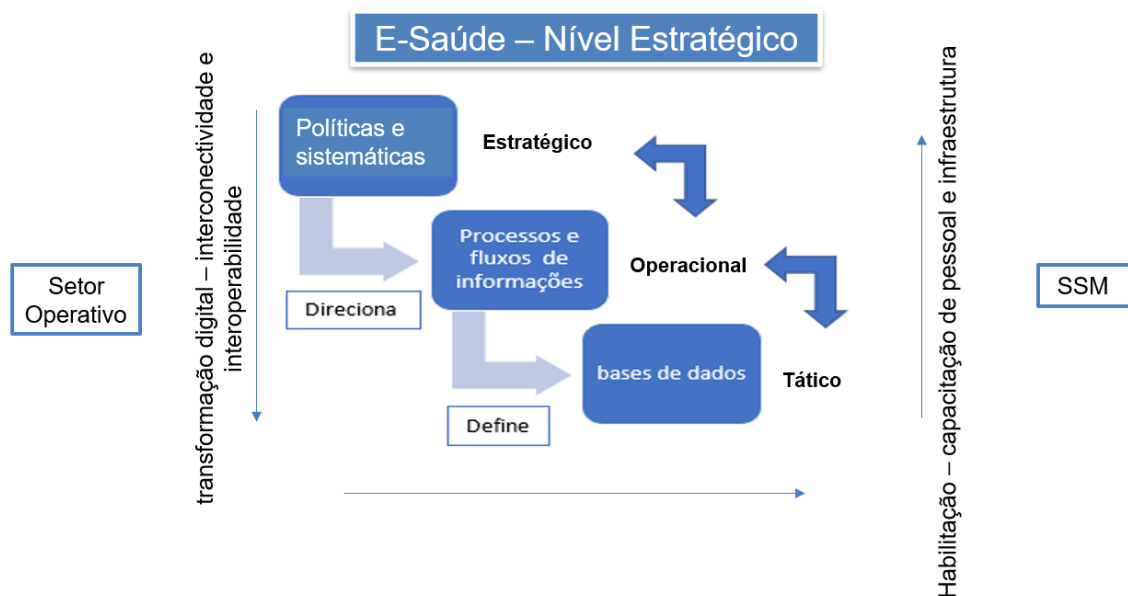 E-Saúde – Nível Estratégico
transformação digital – interconectividade e
interoperabilidade
Habilitação – capacitação de pessoal e infraestrutura
Políticas e
sistemáticas
Estratégico
Processos e
fluxos de
informações
Operacional
Direciona
Setor
Operativo
SSM
bases de dados
Tático
Define